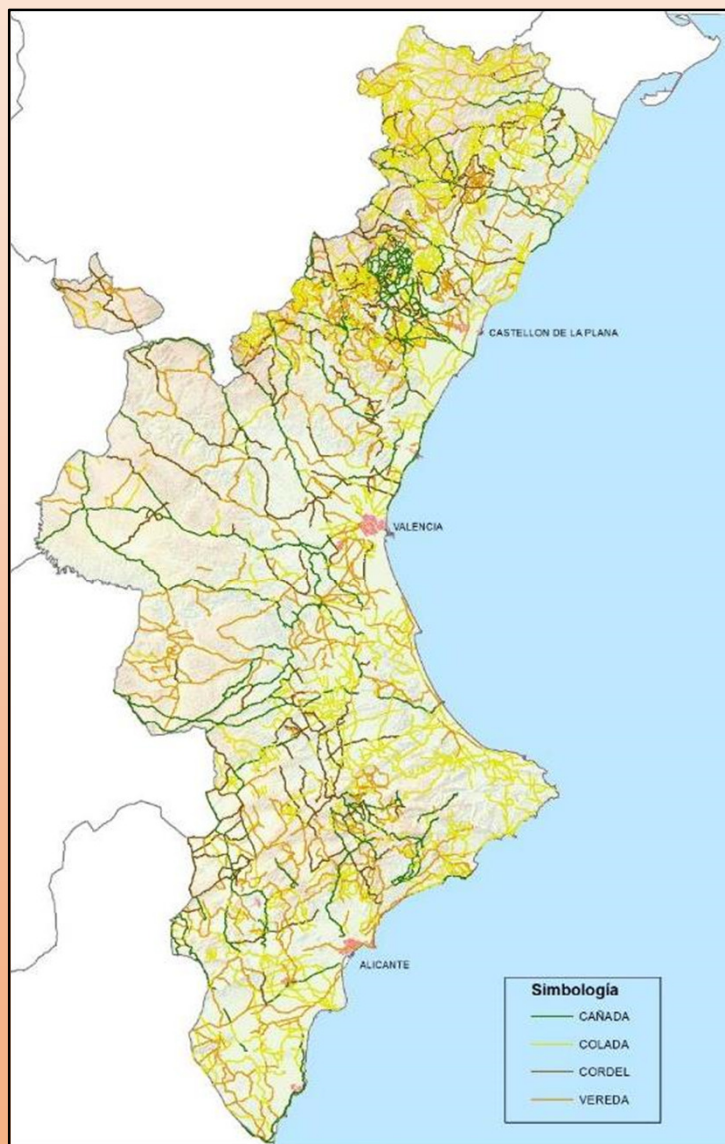 CASTELLON DE LA PLANA
VALENCIA
ALICANTE
Simbología
CAÑADA
COLADA
CORDEL
VEREDA